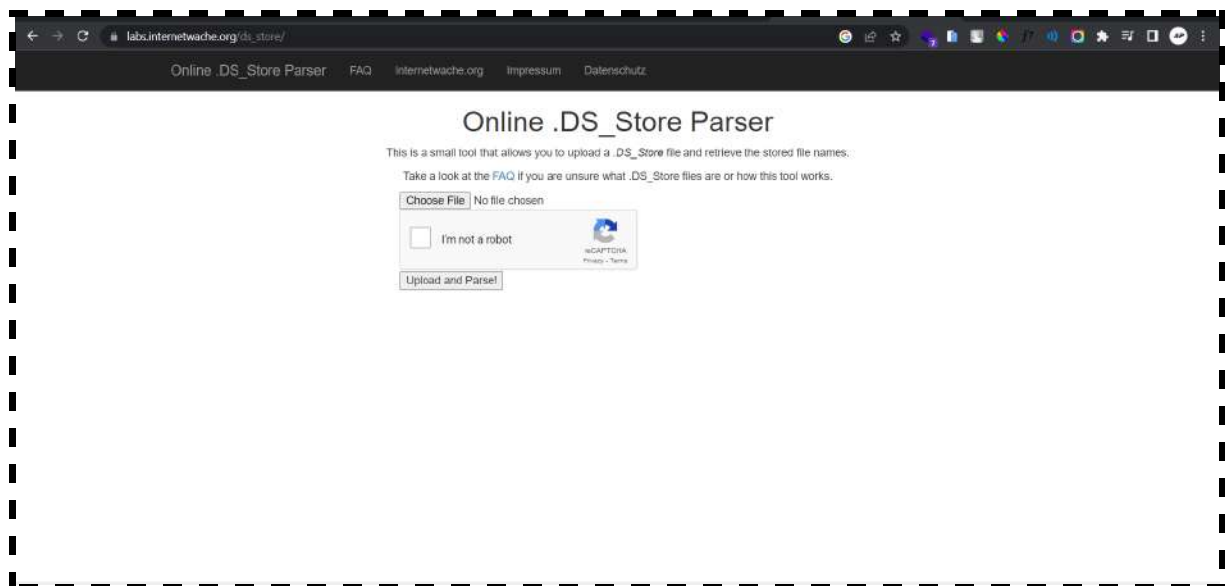 labs.internetwache.org/ds_store/
Online .DS_Store Parser FAQ internetwache.org Impressum Datenschutz
Online .DS_Store Parser
This is a small tool that allows you to upload a .DS_Store file and retrieve the stored file names.
Take a look at the FAQ if you are unsure what .DS_Store files are or how this tool works.
Choose File No file chosen
I'm not a robot
reCAPTCHA
Privacy - Terms
Upload and Parse!